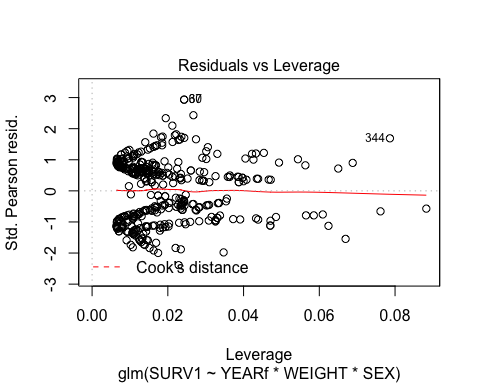 Residuals vs Leverage
Std. Pearson resid.
3
2
1
0
-1
-2
-3
344
Cook's distance
0.00 0.02 0.04 0.06 0.08
Leverage
glm(SURV1 ~ YEARf * WEIGHT * SEX)